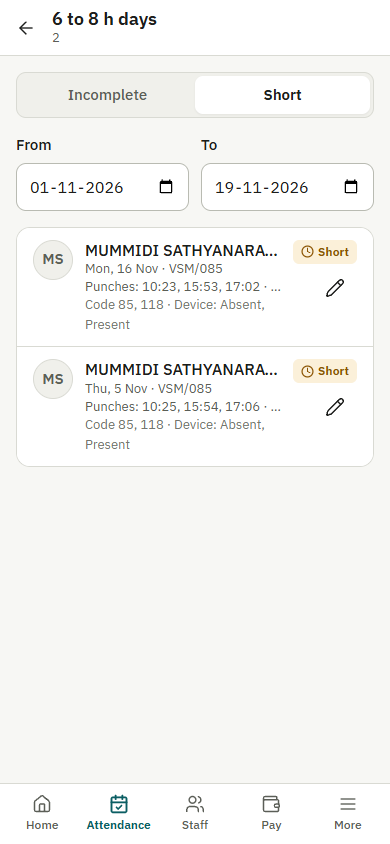 6 to 8 h days
2
Incomplete
Short
From
To
01-11-2026
19-11-2026
MS
MUMMIDI SATHYANARA...
Short
Mon, 16 Nov · VSM/085
Punches: 10:23, 15:53, 17:02 · ...
Code 85, 118 · Device: Absent,
Present
MS
MUMMIDI SATHYANARA...
Short
Thu, 5 Nov · VSM/085
Punches: 10:25, 15:54, 17:06 · ...
Code 85, 118 · Device: Absent,
Present
Home
Attendance
Staff
Pay
More